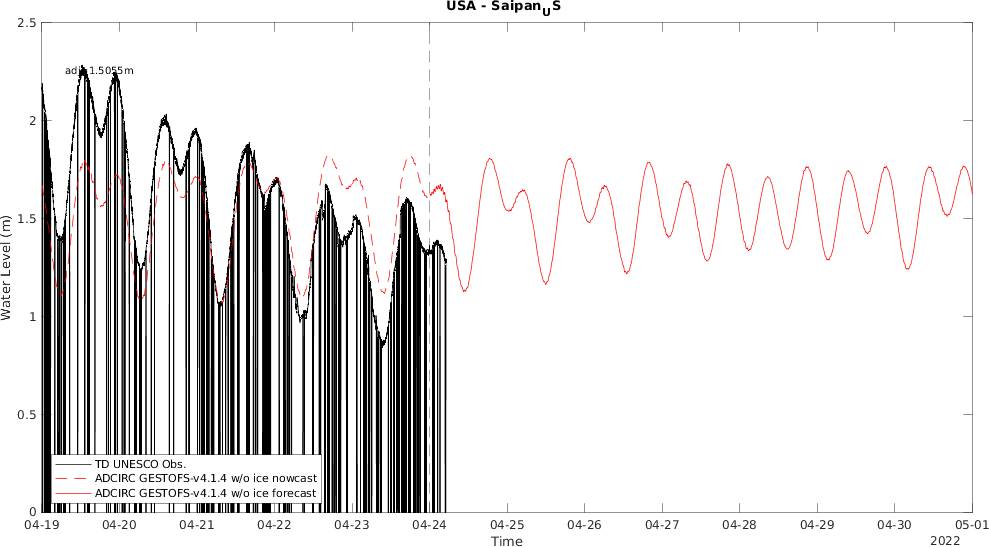 USA - SaipanUS
2.5
adj: 1.5055m
2
1.5
1
0.5
0
Water Level (m)
TD UNESCO Obs.
ADCIRC GESTOFS-v4.1.4 w/o ice nowcast
ADCIRC GESTOFS-v4.1.4 w/o ice forecast
04-19 04-20 04-21 04-22 04-23 04-24 04-25 04-26 04-27 04-28 04-29 04-30 05-01
Time
2022